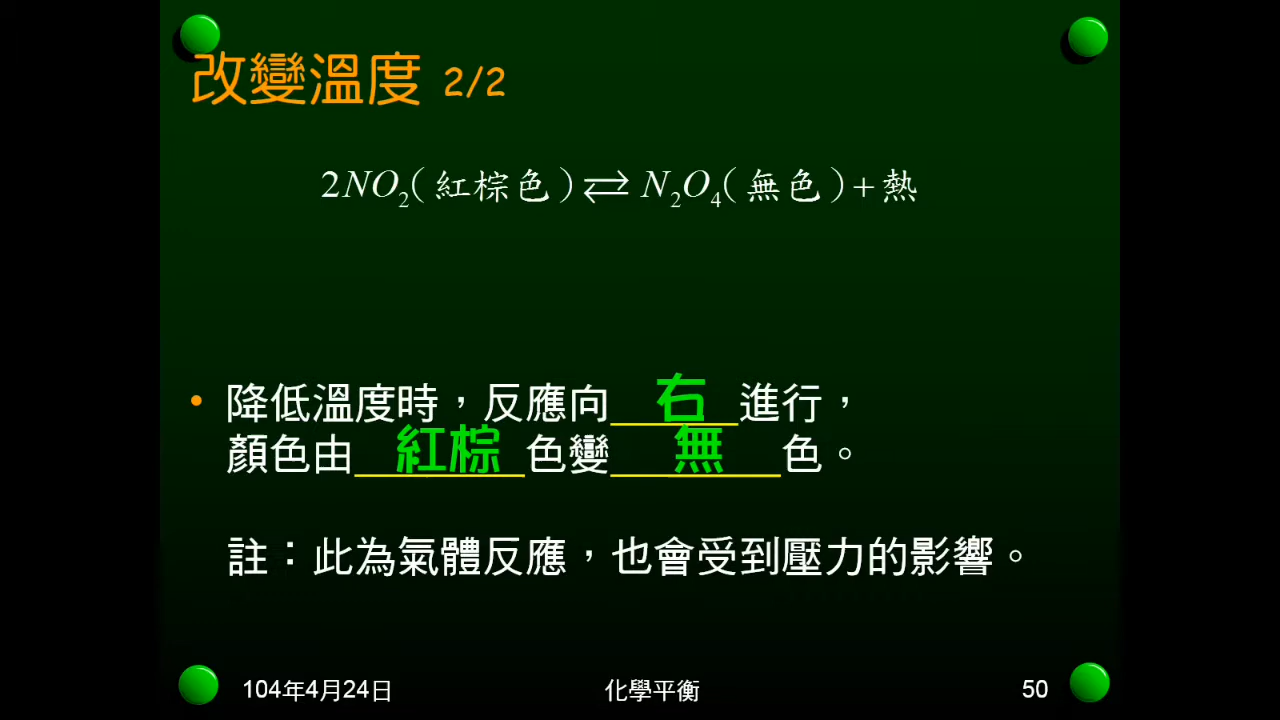 改變溫度 2/2
2NO₂(紅棕色)⇄N₂O₄(無色)+熱
• 降低溫度時，反應向右進行，
顏色由紅棕色變無色。
註：此為氣體反應，也會受到壓力的影響。
104年4月24日 化學平衡 50